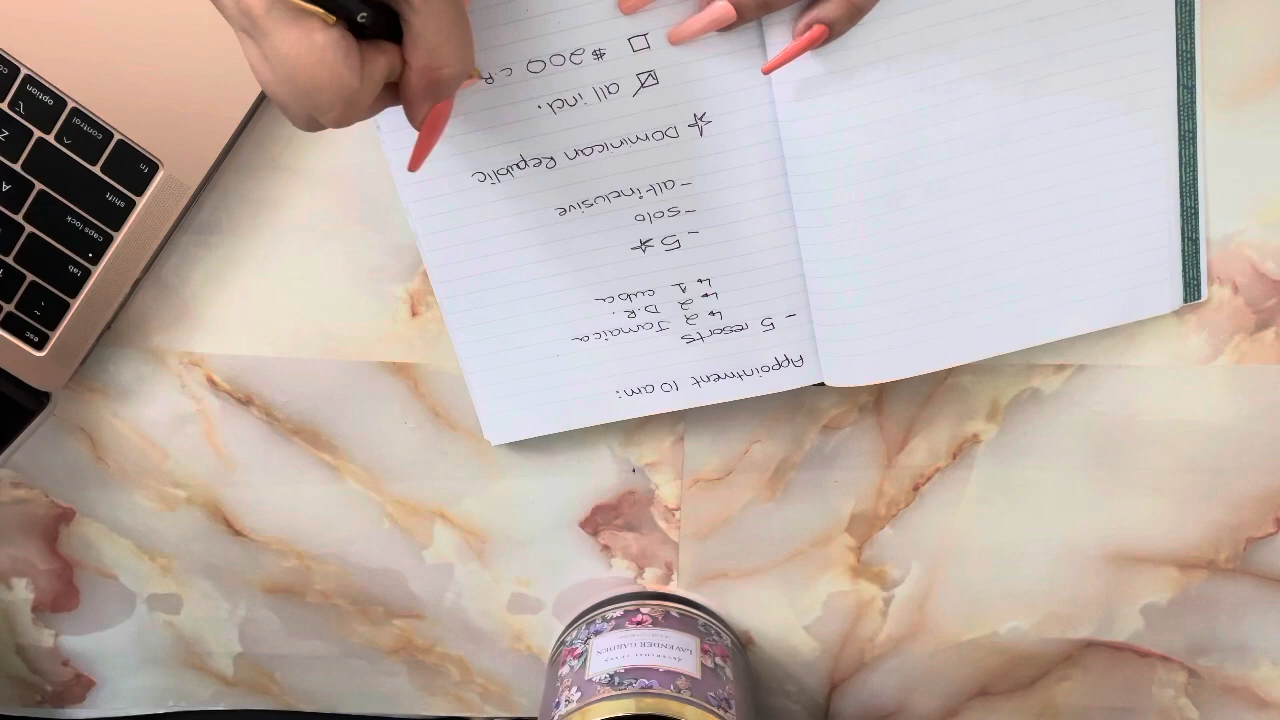 Appointment 10 am:
- 5 resorts
↳ 2 Jamaica
↳ 2 D.R.
↳ 1 cuba
- 5☆
- solo
- all-inclusive
☆ Dominican Republic
☒ all incl.
☐ $200 c.R
esc
~
tab
caps lock
A
shift
Z
fn
control
option
LAVENDER GARDEN